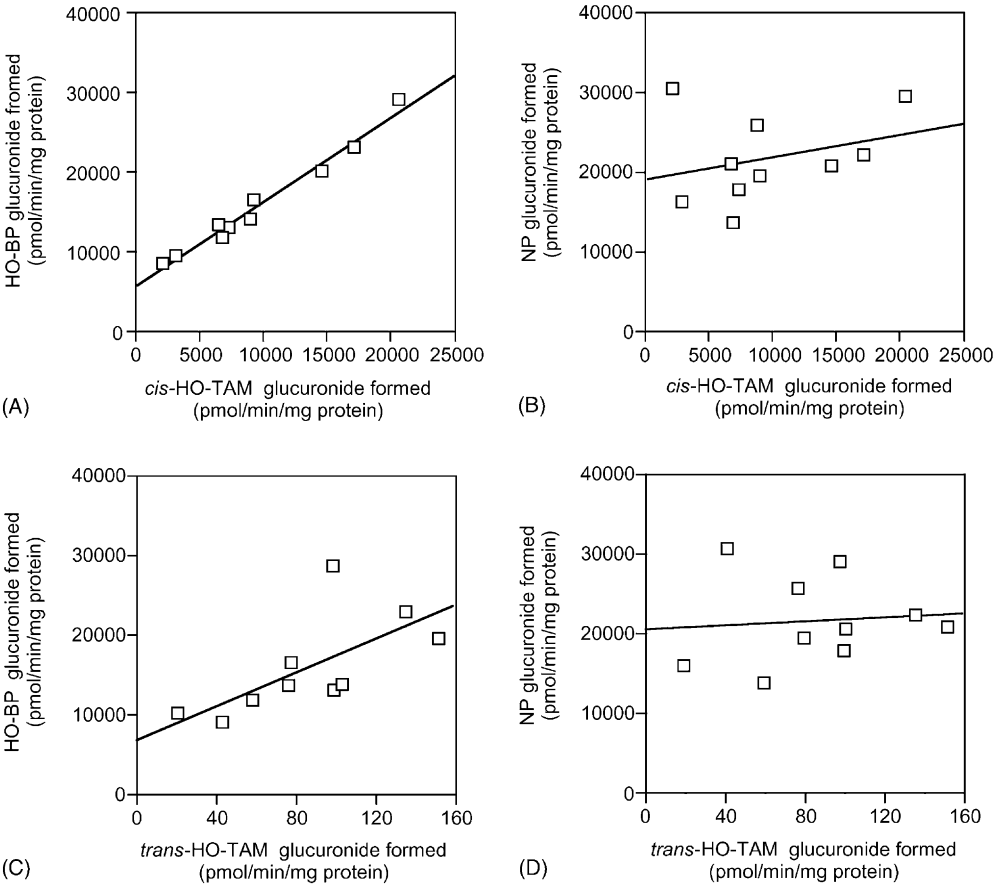 40000
30000
20000
10000
0
HO-BP glucuronide fromed
(pmol/min/mg protein)
0 5000 10000 15000 20000 25000
cis-HO-TAM glucuronide formed
(pmol/min/mg protein)
(A)
40000
30000
20000
10000
0
NP glucuronide formed
(pmol/min/mg protein)
0 5000 10000 15000 20000 25000
cis-HO-TAM glucuronide formed
(pmol/min/mg protein)
(B)
40000
30000
20000
10000
0
HO-BP glucuronide formed
(pmol/min/mg protein)
0 40 80 120 160
trans-HO-TAM glucuronide formed
(pmol/min/mg protein)
(C)
40000
30000
20000
10000
0
NP glucuronide formed
(pmol/min/mg protein)
0 40 80 120 160
trans-HO-TAM glucuronide formed
(pmol/min/mg protein)
(D)